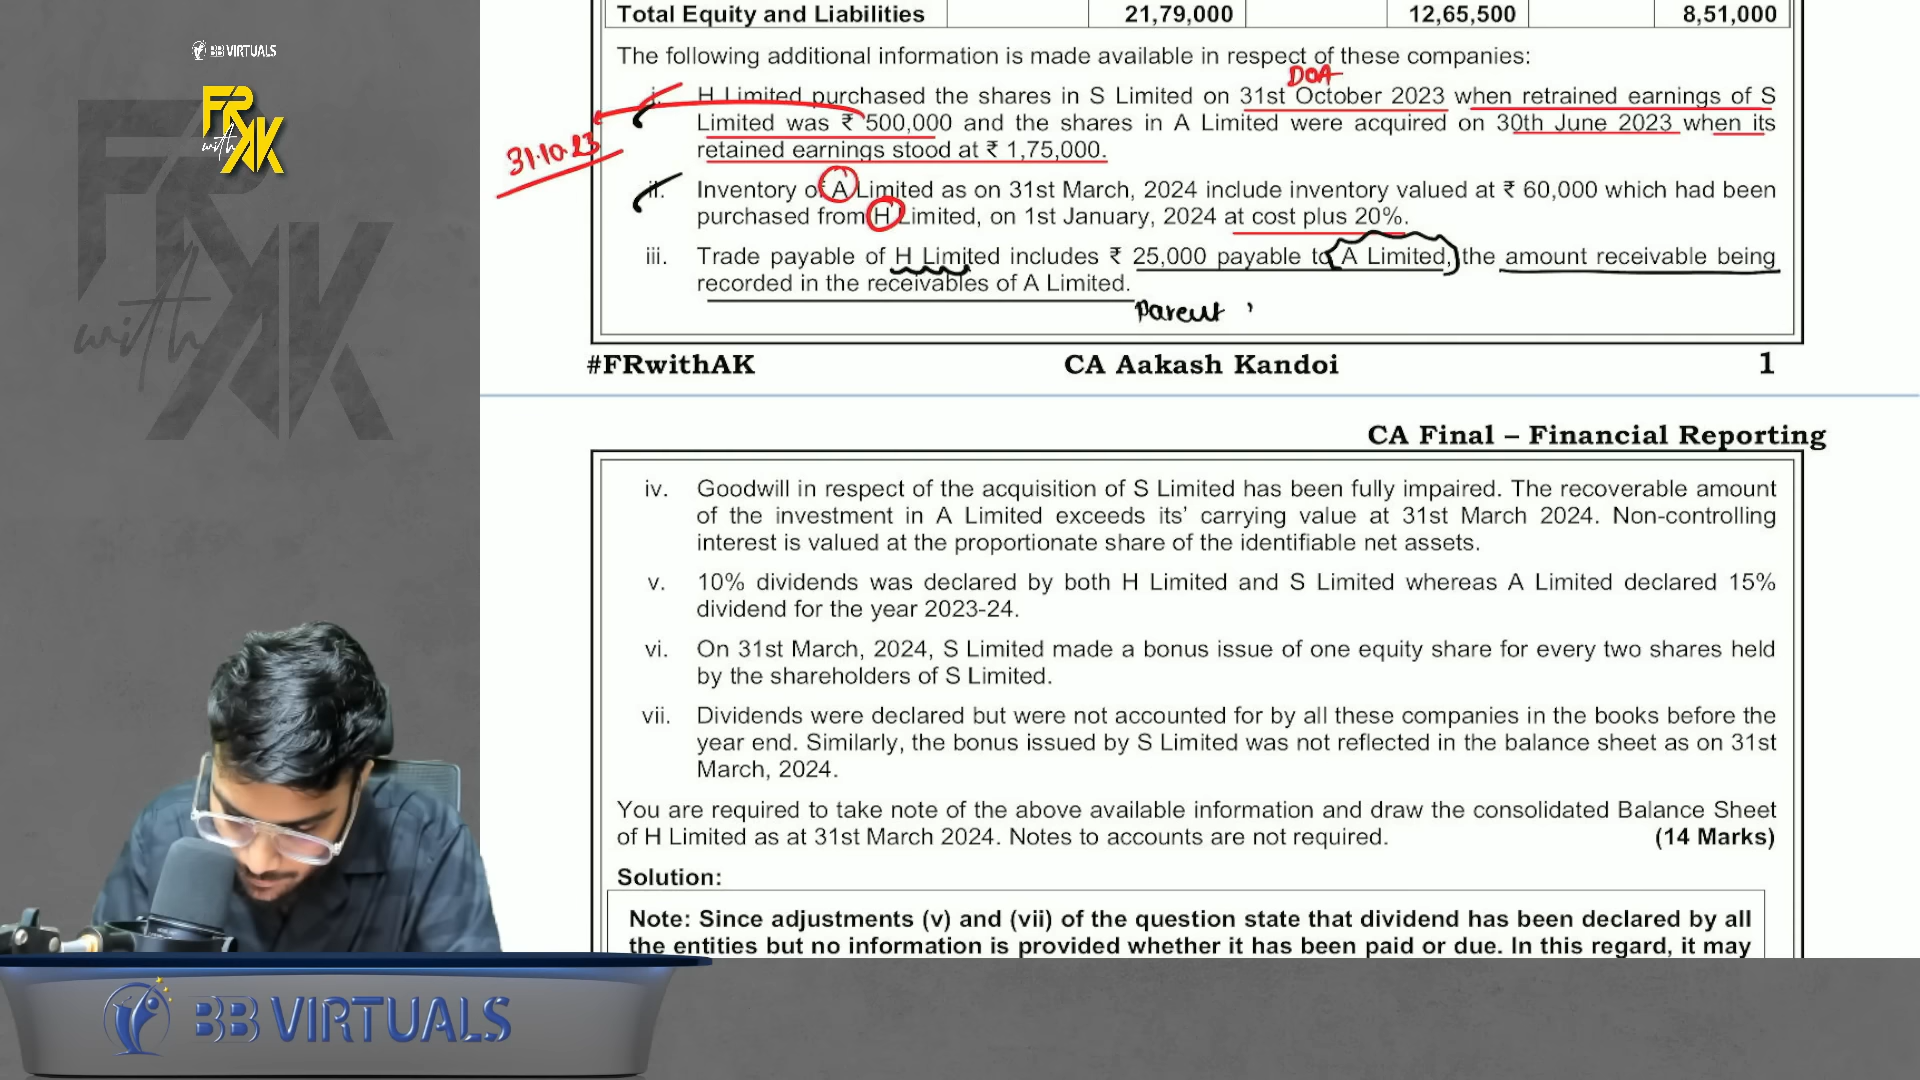 BB VIRTUALS
FR
with
AK
FR
with
AK
Total Equity and Liabilities 21,79,000 12,65,500 8,51,000
The following additional information is made available in respect of these companies:
DOA
i. H Limited purchased the shares in S Limited on 31st October 2023 when retrained earnings of S
Limited was ₹ 500,000 and the shares in A Limited were acquired on 30th June 2023 when its
retained earnings stood at ₹ 1,75,000.
31.10.23
ii. Inventory of A Limited as on 31st March, 2024 include inventory valued at ₹ 60,000 which had been
purchased from H Limited, on 1st January, 2024 at cost plus 20%.
iii. Trade payable of H Limited includes ₹ 25,000 payable to A Limited, the amount receivable being
recorded in the receivables of A Limited.
Parent
#FRwithAK CA Aakash Kandoi 1
CA Final – Financial Reporting
iv. Goodwill in respect of the acquisition of S Limited has been fully impaired. The recoverable amount
of the investment in A Limited exceeds its’ carrying value at 31st March 2024. Non-controlling
interest is valued at the proportionate share of the identifiable net assets.
v. 10% dividends was declared by both H Limited and S Limited whereas A Limited declared 15%
dividend for the year 2023-24.
vi. On 31st March, 2024, S Limited made a bonus issue of one equity share for every two shares held
by the shareholders of S Limited.
vii. Dividends were declared but were not accounted for by all these companies in the books before the
year end. Similarly, the bonus issued by S Limited was not reflected in the balance sheet as on 31st
March, 2024.
You are required to take note of the above available information and draw the consolidated Balance Sheet
of H Limited as at 31st March 2024. Notes to accounts are not required. (14 Marks)
Solution:
Note: Since adjustments (v) and (vii) of the question state that dividend has been declared by all
the entities but no information is provided whether it has been paid or due. In this regard, it may
BB VIRTUALS